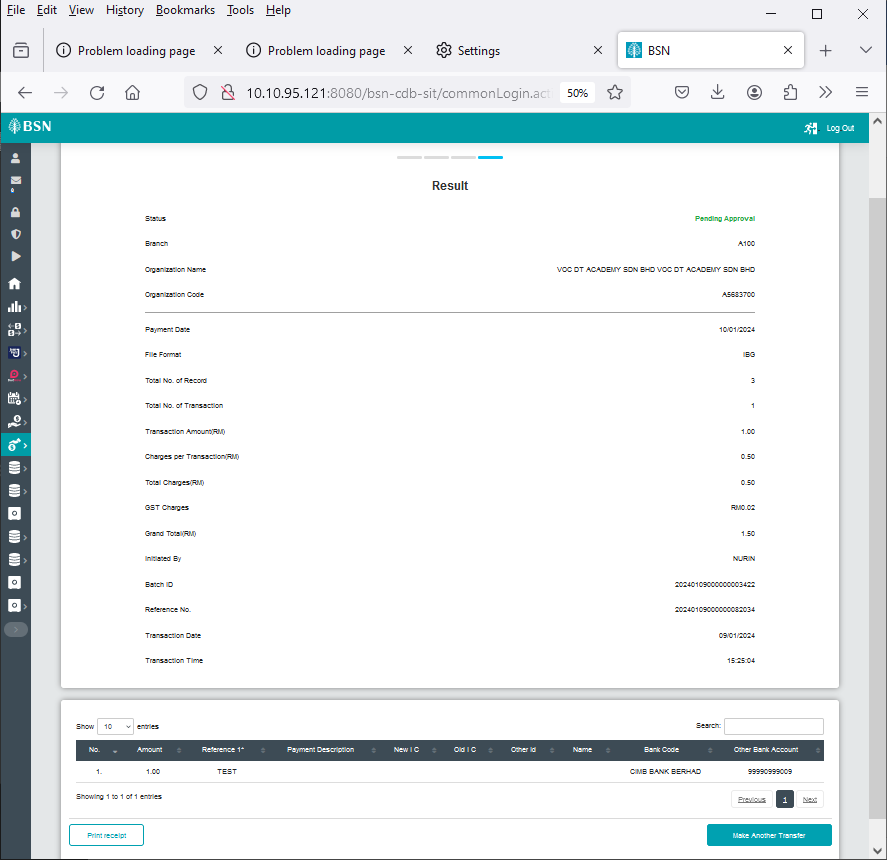 File Edit View History Bookmarks Tools Help
Problem loading page Problem loading page Settings BSN
10.10.95.121:8080/bsn-cdb-sit/commonLogin.act 50%
BSN Log Out
Result
Status Pending Approval
Branch A100
Organization Name VOC DT ACADEMY SDN BHD VOC DT ACADEMY SDN BHD
Organization Code A5683700
Payment Date 10/01/2024
File Format IBG
Total No. of Record 3
Total No. of Transaction 1
Transaction Amount(RM) 1.00
Charges per Transaction(RM) 0.50
Total Charges(RM) 0.50
GST Charges RM0.02
Grand Total(RM) 1.50
Initiated By NURIN
Batch ID 20240109000000003422
Reference No. 20240109000000082034
Transaction Date 09/01/2024
Transaction Time 15:25:04
Show 10 entries Search:
No. Amount Reference 1* Payment Description New I C Old I C Other Id Name Bank Code Other Bank Account
1. 1.00 TEST CIMB BANK BERHAD 99990999009
Showing 1 to 1 of 1 entries Previous 1 Next
Print receipt Make Another Transfer